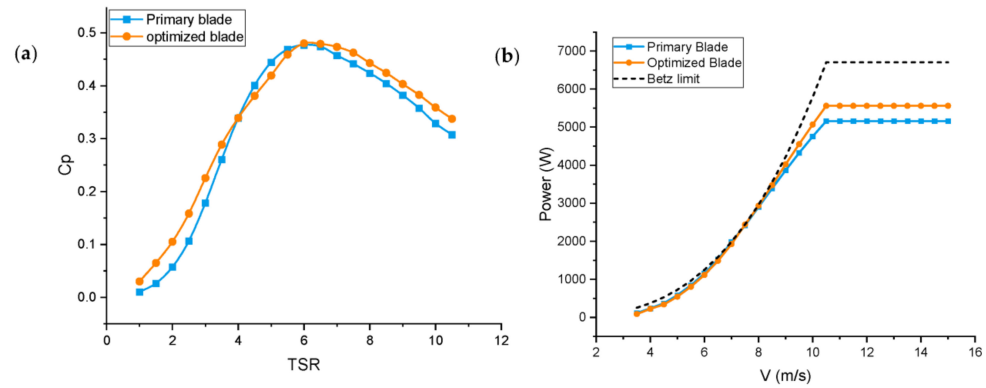 (a)
Primary blade
optimized blade
0.5
0.4
0.3
0.2
0.1
0.0
Cp
0 2 4 6 8 10 12
TSR
(b)
Primary Blade
Optimized Blade
Betz limit
7000
6000
5000
4000
3000
2000
1000
0
Power (W)
2 4 6 8 10 12 14 16
V (m/s)